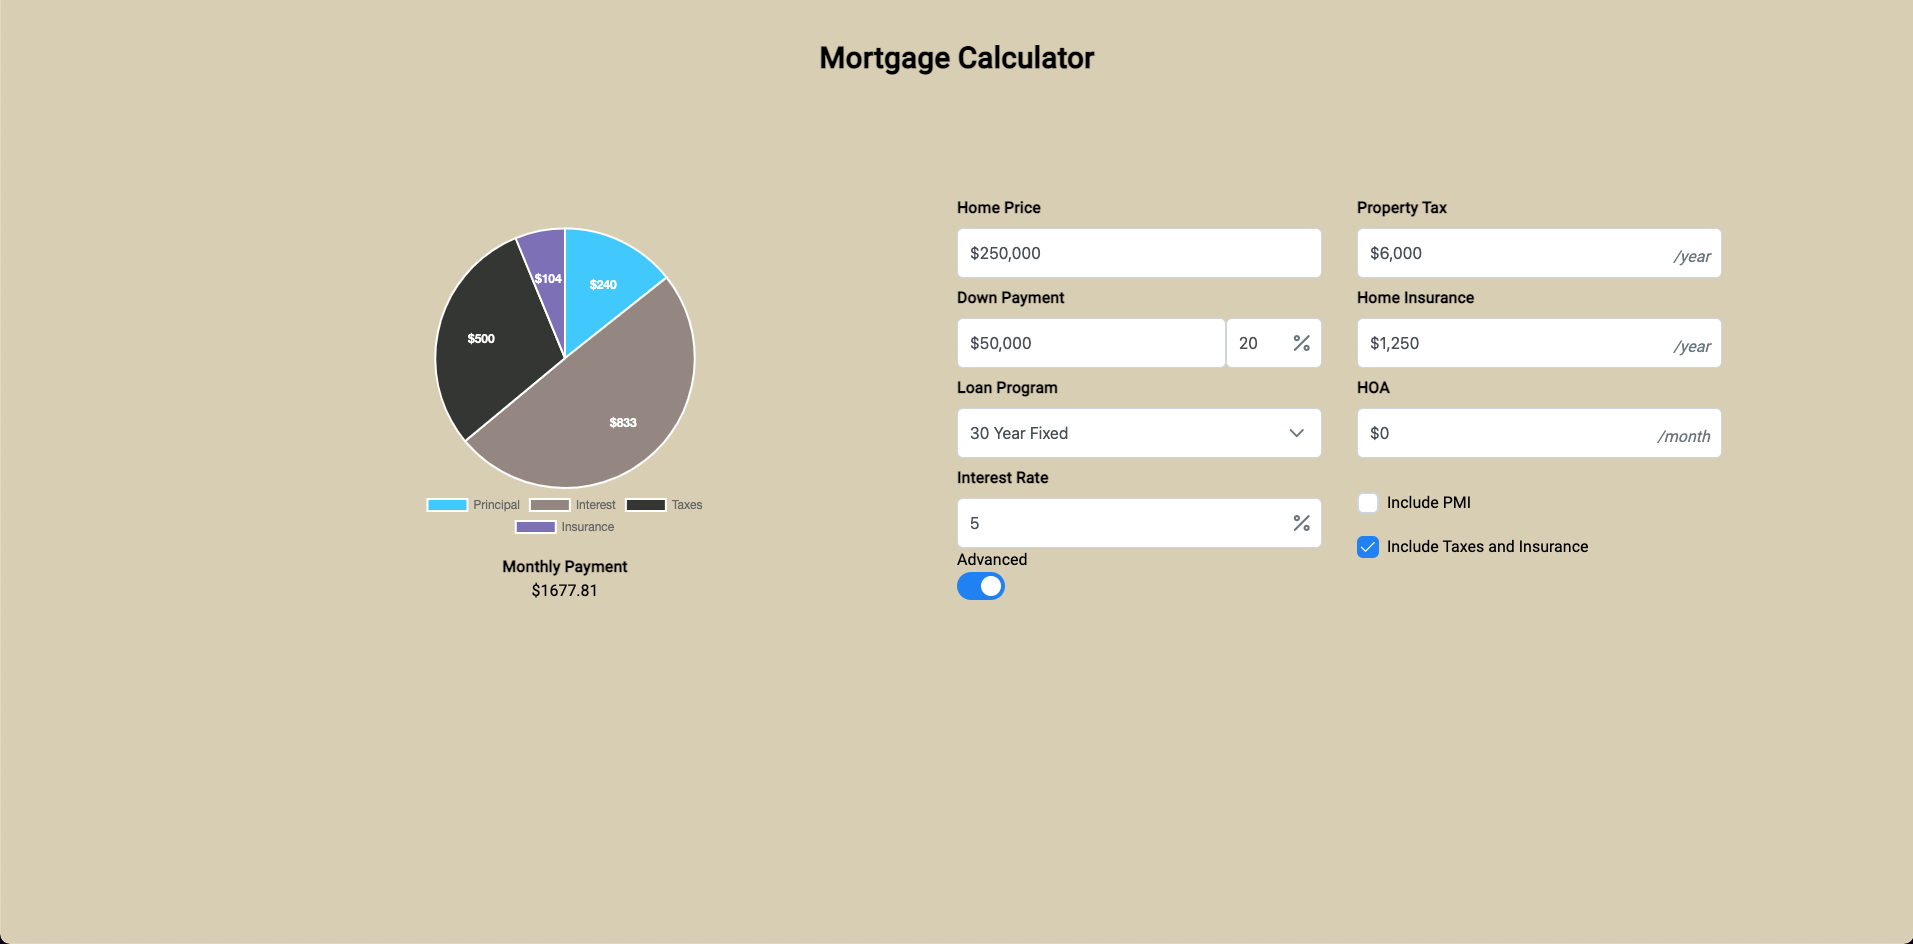 Mortgage Calculator
$104
$240
$500
$833
Principal Interest Taxes
Insurance
Monthly Payment
$1677.81
Home Price
$250,000
Down Payment
$50,000 20 %
Loan Program
30 Year Fixed
Interest Rate
5 %
Advanced
Property Tax
$6,000 /year
Home Insurance
$1,250 /year
HOA
$0 /month
Include PMI
Include Taxes and Insurance